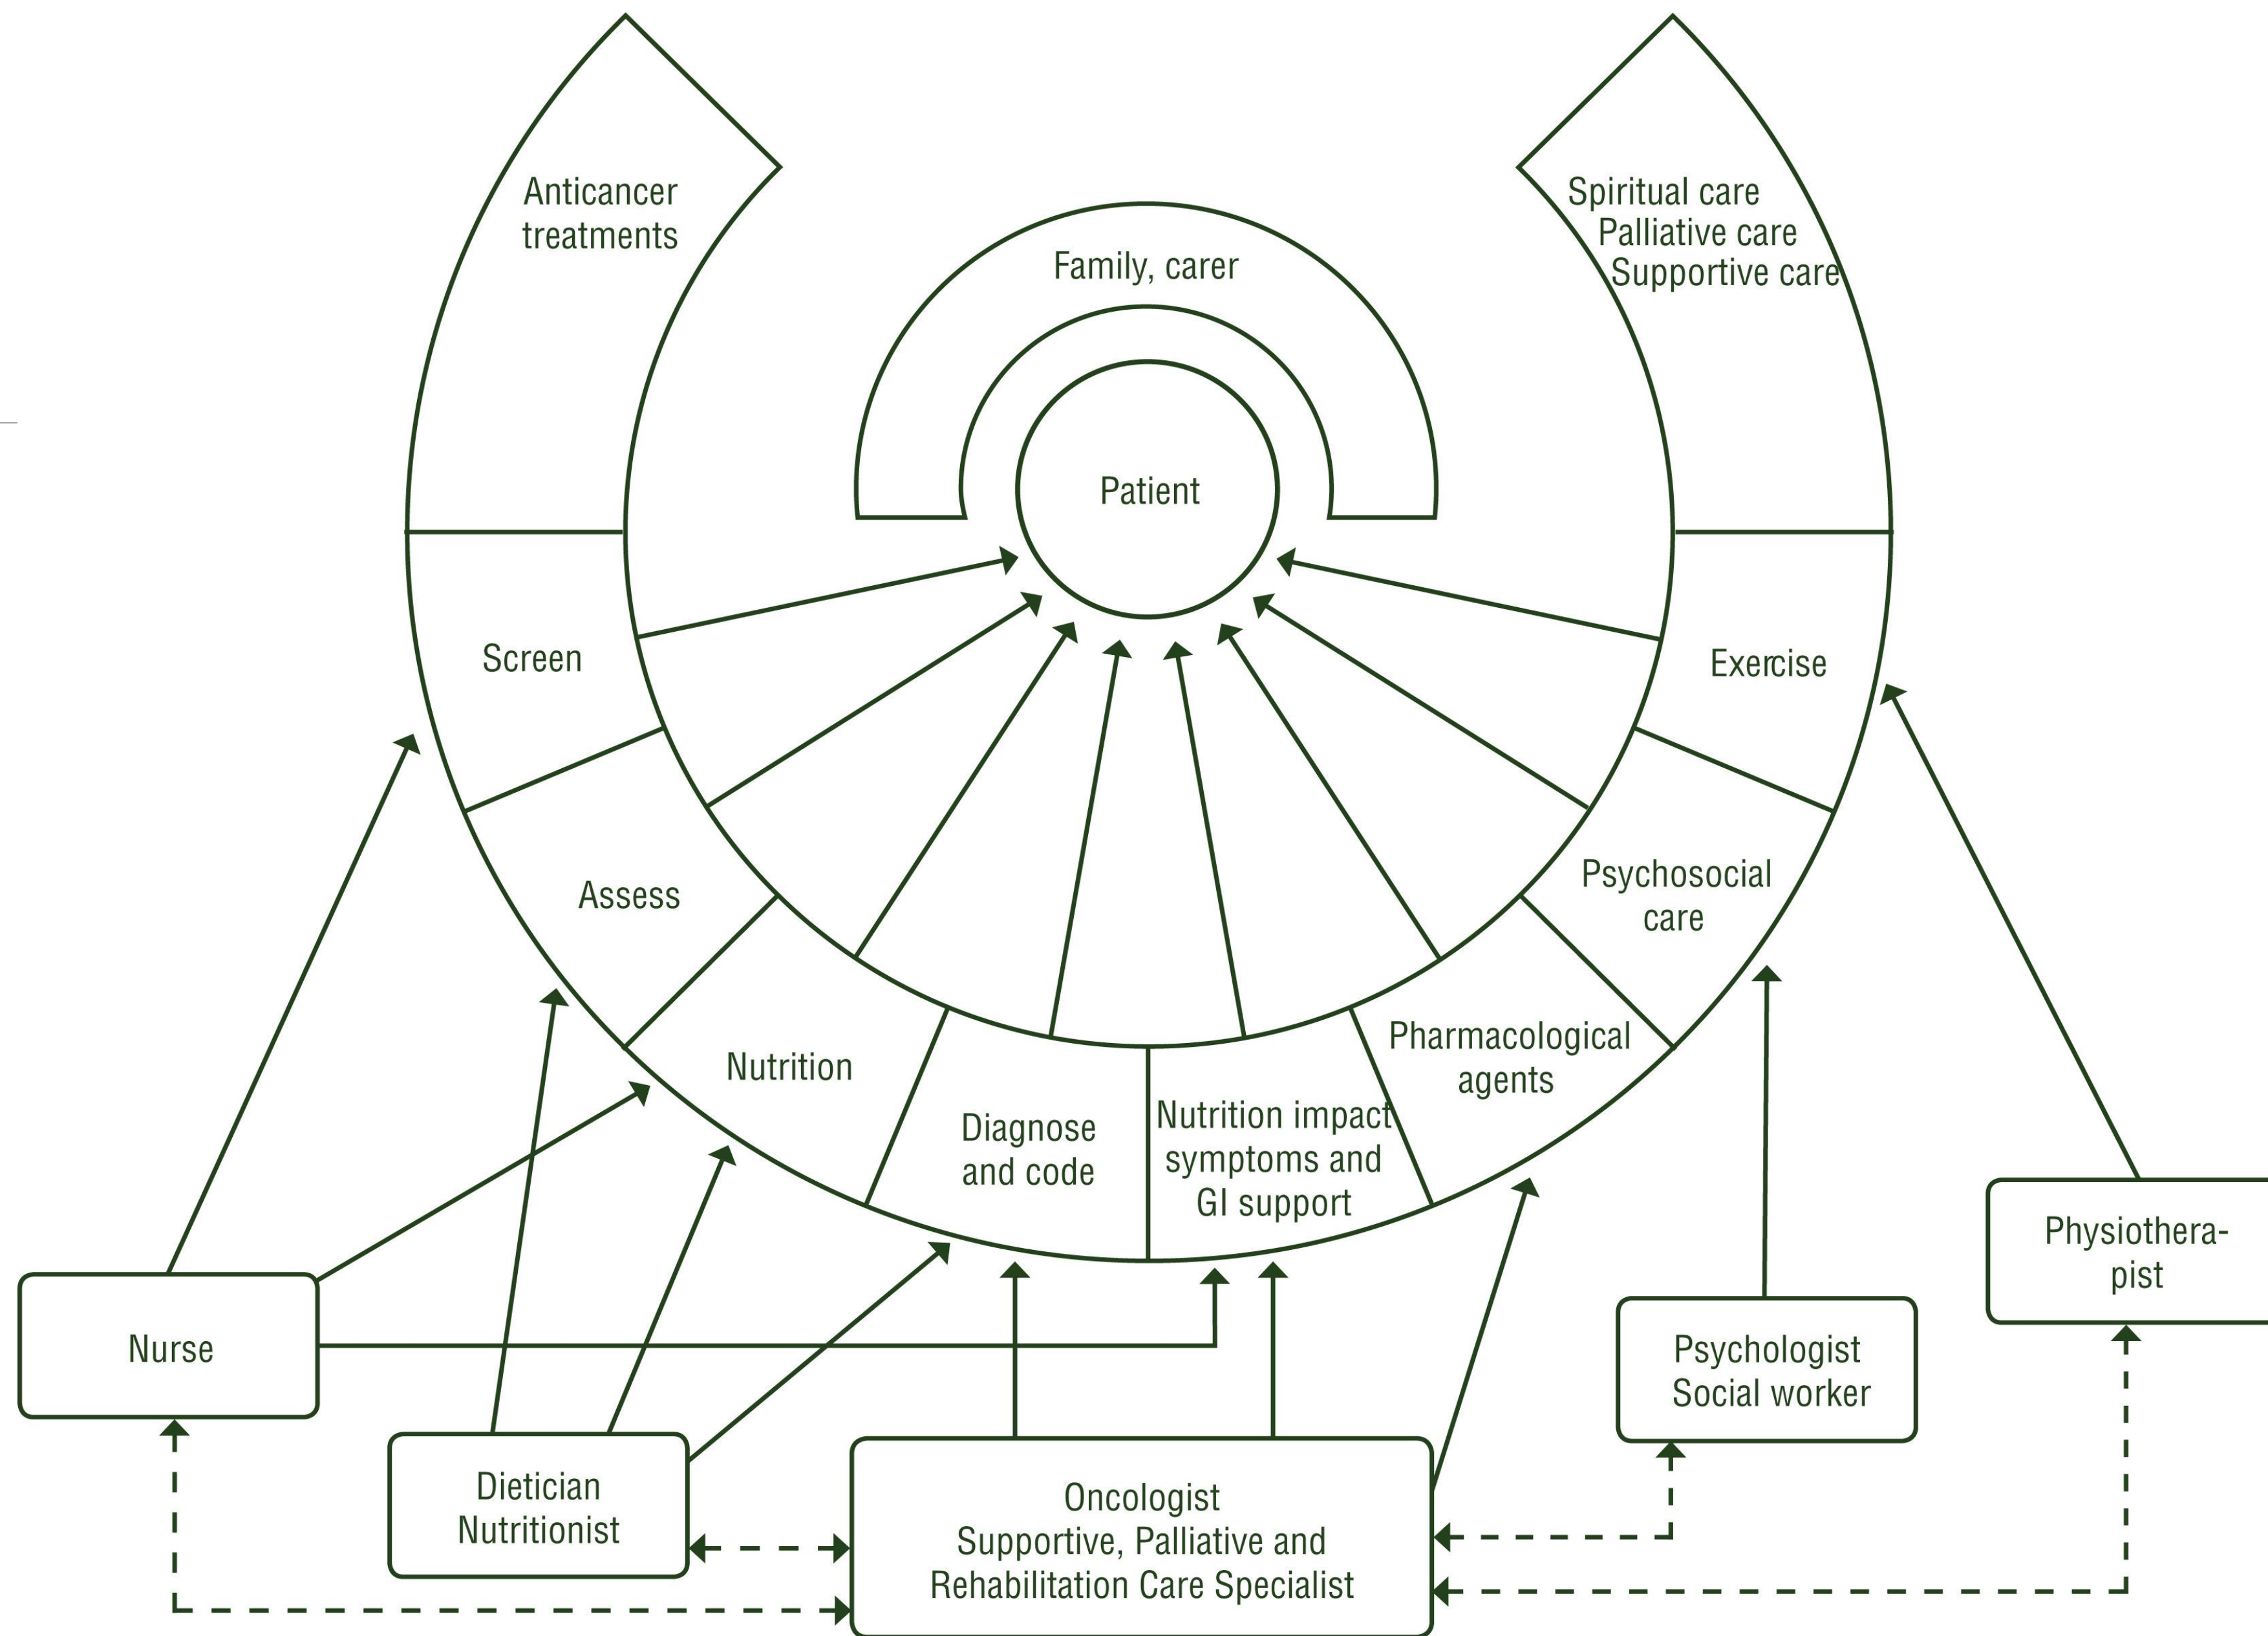 Anticancer
treatments
Spiritual care
Palliative care
Supportive care
Family, carer
Patient
Screen
Exercise
Assess
Psychosocial
care
Nutrition
Pharmacological
agents
Diagnose
and code
Nutrition impact
symptoms and
GI support
Physiothera-
pist
Nurse
Psychologist
Social worker
Dietician
Nutritionist
Oncologist
Supportive, Palliative and
Rehabilitation Care Specialist